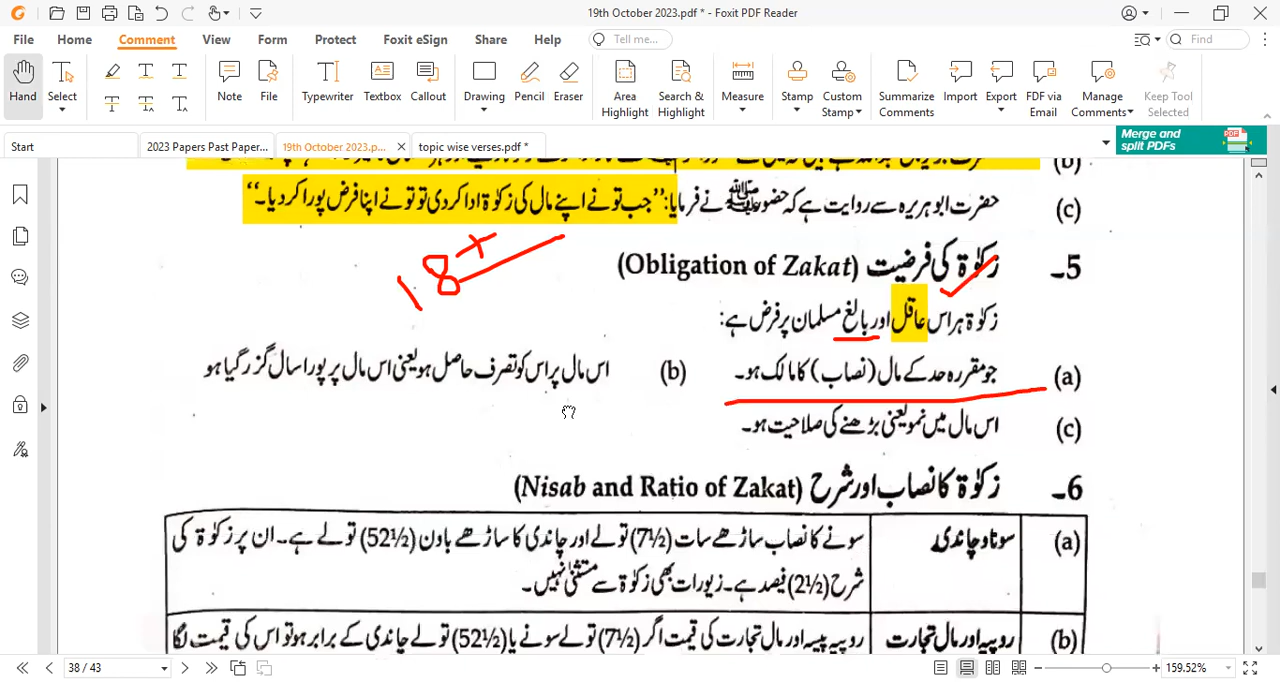 19th October 2023.pdf * - Foxit PDF Reader
File Home Comment View Form Protect Foxit eSign Share Help Tell me... Find
Hand Select Note File Typewriter Textbox Callout Drawing Pencil Eraser Area Highlight Search & Highlight Measure Stamp Custom Stamp Summarize Comments Import Export FDF via Email Manage Comments Keep Tool Selected
Start 2023 Papers Past Paper... 19th October 2023.p... topic wise verses.pdf * Merge and split PDFs
(b)
(c) حضرت ابو ہریرہ سے روایت ہے کہ حضور ﷺ نے فرمایا: ”جب تو نے اپنے مال کی زکوٰۃ ادا کر دی تو تو نے اپنا فرض پورا کر دیا۔“
18+
5۔ زکوٰۃ کی فرضیت (Obligation of Zakat)
زکوٰۃ ہر اس عاقل اور بالغ مسلمان پر فرض ہے:
(a) جو مقررہ حد کے مال (نصاب) کا مالک ہو۔ (b) اس مال پر اس کو تصرف حاصل ہو یعنی اس مال پر پورا سال گزر گیا ہو
(c) اس مال میں نمو یعنی بڑھنے کی صلاحیت ہو۔
6۔ زکوٰۃ کا نصاب اور شرح (Nisab and Ratio of Zakat)
(a) سونا و چاندی سونے کا نصاب ساڑھے سات (7½) تولے اور چاندی کا ساڑھے باون (52½) تولے ہے۔ ان پر زکوٰۃ کی
شرح (2½) فیصد ہے۔ زیورات بھی زکوٰۃ سے مستثنیٰ نہیں۔
(b) روپیہ اور مال تجارت روپیہ پیسہ اور مال تجارت کی قیمت اگر (7½) تولے سونے یا (52½) تولے چاندی کے برابر ہو تو اس کی قیمت لگا
38 / 43 159.52%